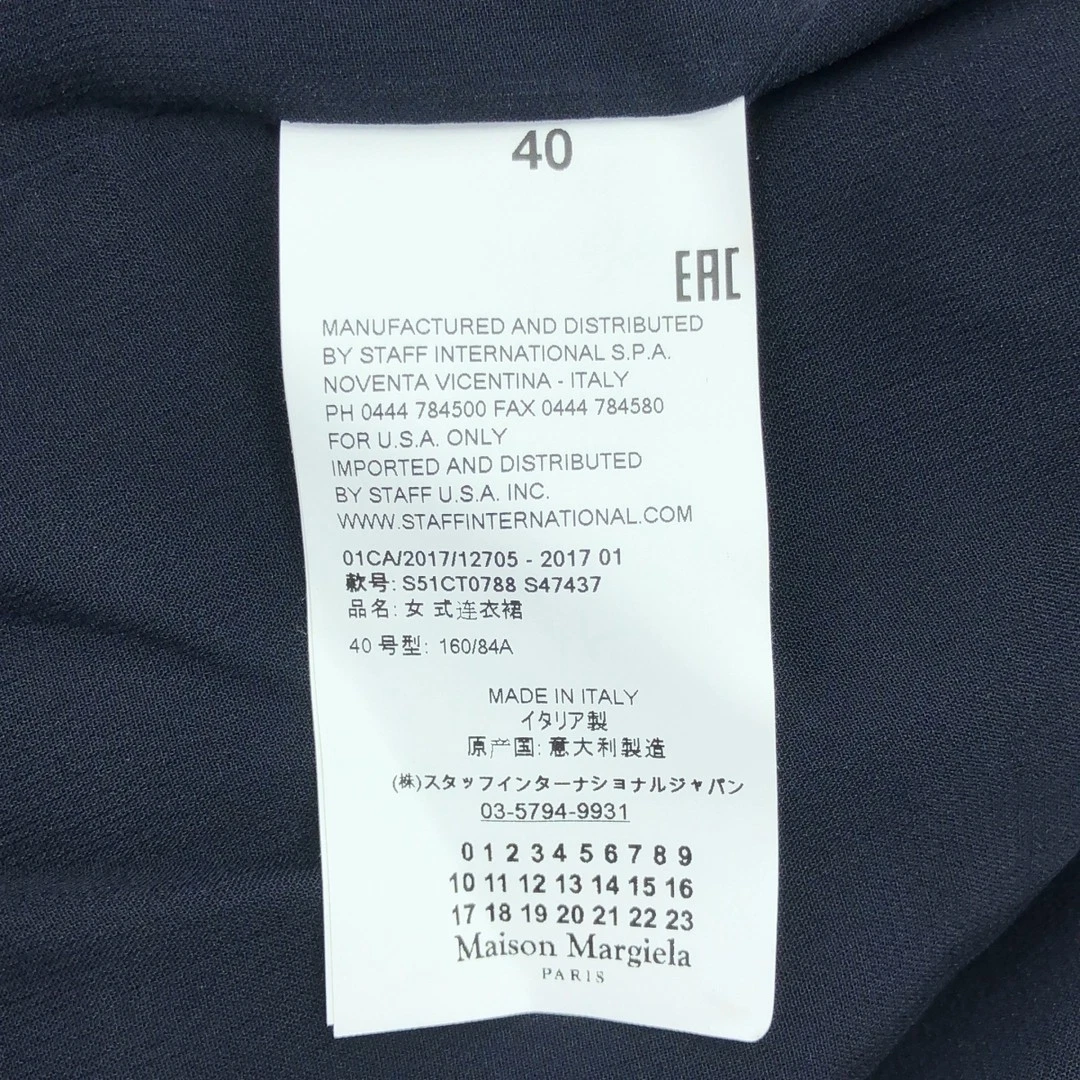 40
EAC
MANUFACTURED AND DISTRIBUTED
BY STAFF INTERNATIONAL S.P.A.
NOVENTA VICENTINA - ITALY
PH 0444 784500 FAX 0444 784580
FOR U.S.A. ONLY
IMPORTED AND DISTRIBUTED
BY STAFF U.S.A. INC.
WWW.STAFFINTERNATIONAL.COM
01CA/2017/12705 - 2017 01
款号: S51CT0788 S47437
品名: 女 式连衣裙
40 号型: 160/84A
MADE IN ITALY
イタリア製
原产国: 意大利製造
(株)スタッフインターナショナルジャパン
03-5794-9931
0 1 2 3 4 5 6 7 8 9
10 11 12 13 14 15 16
17 18 19 20 21 22 23
Maison Margiela
PARIS